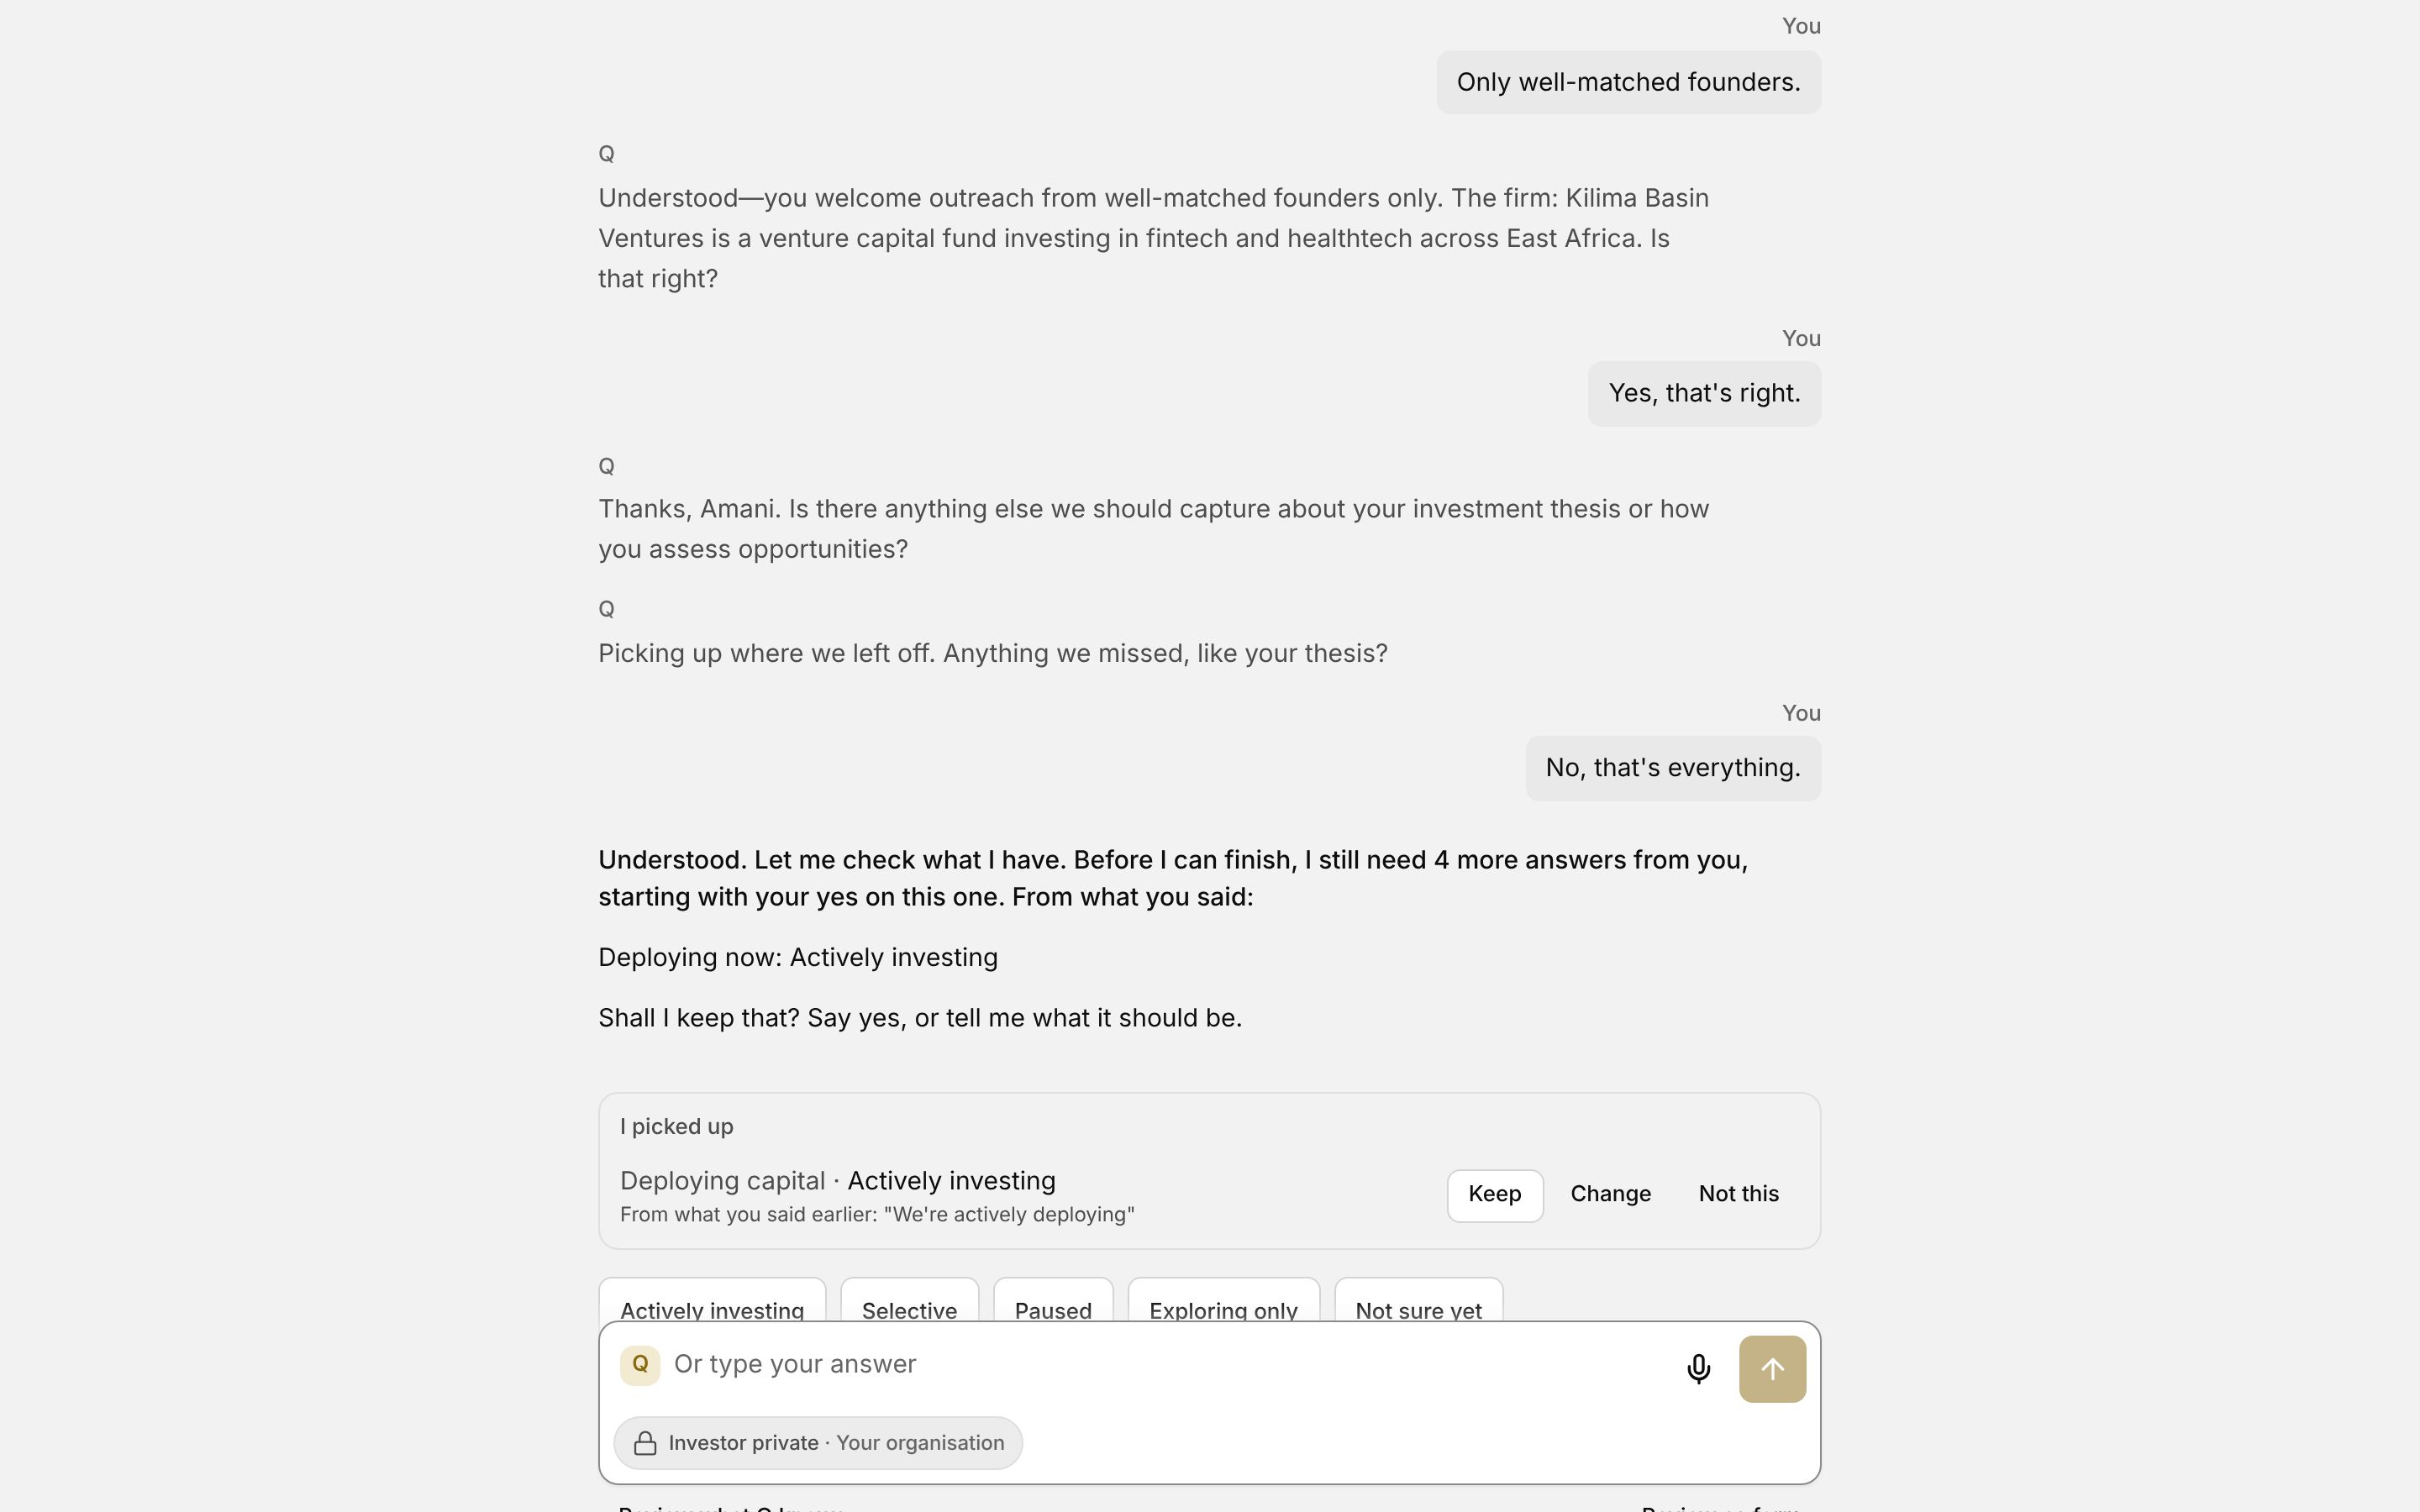 You
Only well-matched founders.
Q
Understood—you welcome outreach from well-matched founders only. The firm: Kilima Basin
Ventures is a venture capital fund investing in fintech and healthtech across East Africa. Is
that right?
You
Yes, that's right.
Q
Thanks, Amani. Is there anything else we should capture about your investment thesis or how
you assess opportunities?
Q
Picking up where we left off. Anything we missed, like your thesis?
You
No, that's everything.
Understood. Let me check what I have. Before I can finish, I still need 4 more answers from you,
starting with your yes on this one. From what you said:
Deploying now: Actively investing
Shall I keep that? Say yes, or tell me what it should be.
I picked up
Deploying capital · Actively investing
From what you said earlier: "We're actively deploying"
Keep Change Not this
Actively investing Selective Paused Exploring only Not sure yet
Q Or type your answer
Investor private · Your organisation